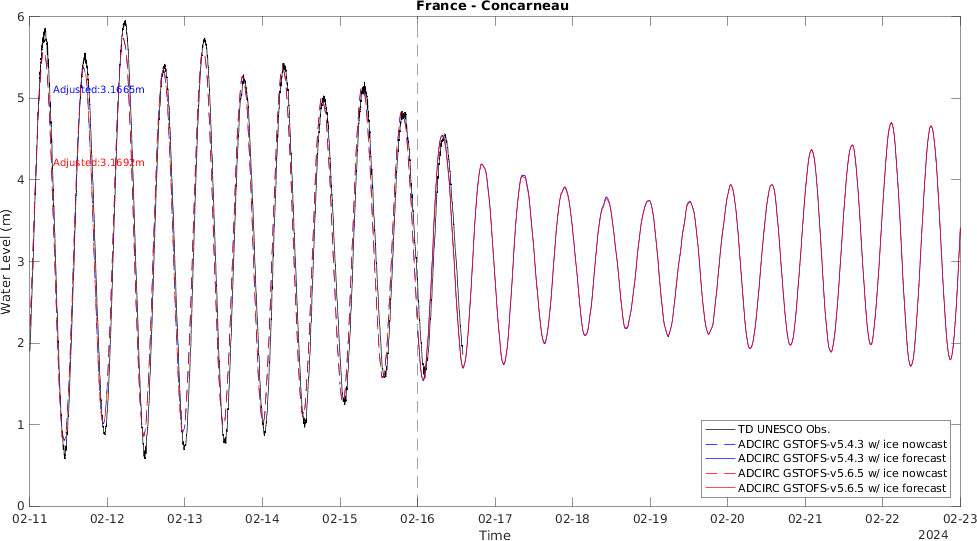 France - Concarneau
6
5
4
3
2
1
0
Water Level (m)
Adjusted:3.1665m
Adjusted:3.1692m
TD UNESCO Obs.
ADCIRC GSTOFS-v5.4.3 w/ ice nowcast
ADCIRC GSTOFS-v5.4.3 w/ ice forecast
ADCIRC GSTOFS-v5.6.5 w/ ice nowcast
ADCIRC GSTOFS-v5.6.5 w/ ice forecast
02-11 02-12 02-13 02-14 02-15 02-16 02-17 02-18 02-19 02-20 02-21 02-22 02-23
Time
2024